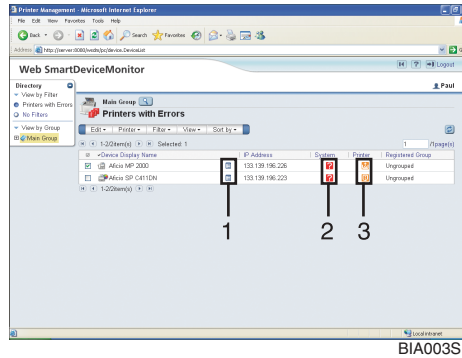 Printer Management - Microsoft Internet Explorer
File Edit View Favorites Tools Help
Back Search Favorites
Address http://server:8080/wsdm/pc/device.DeviceList
Web SmartDeviceMonitor
? Logout
Directory
Paul
View by Filter
Printers with Errors
No Filters
View by Group
Main Group
Main Group
Printers with Errors
Edit Printer Filter View Sort by
1-2/2item(s) Selected: 1 1 /1page(s)
Device Display Name IP Address System Printer Registered Group
Aficio MP 2000 133.139.196.226 ? Ungrouped
Aficio SP C411DN 133.139.196.223 ? Ungrouped
1-2/2item(s)
1 2 3
Local intranet
BIA003S